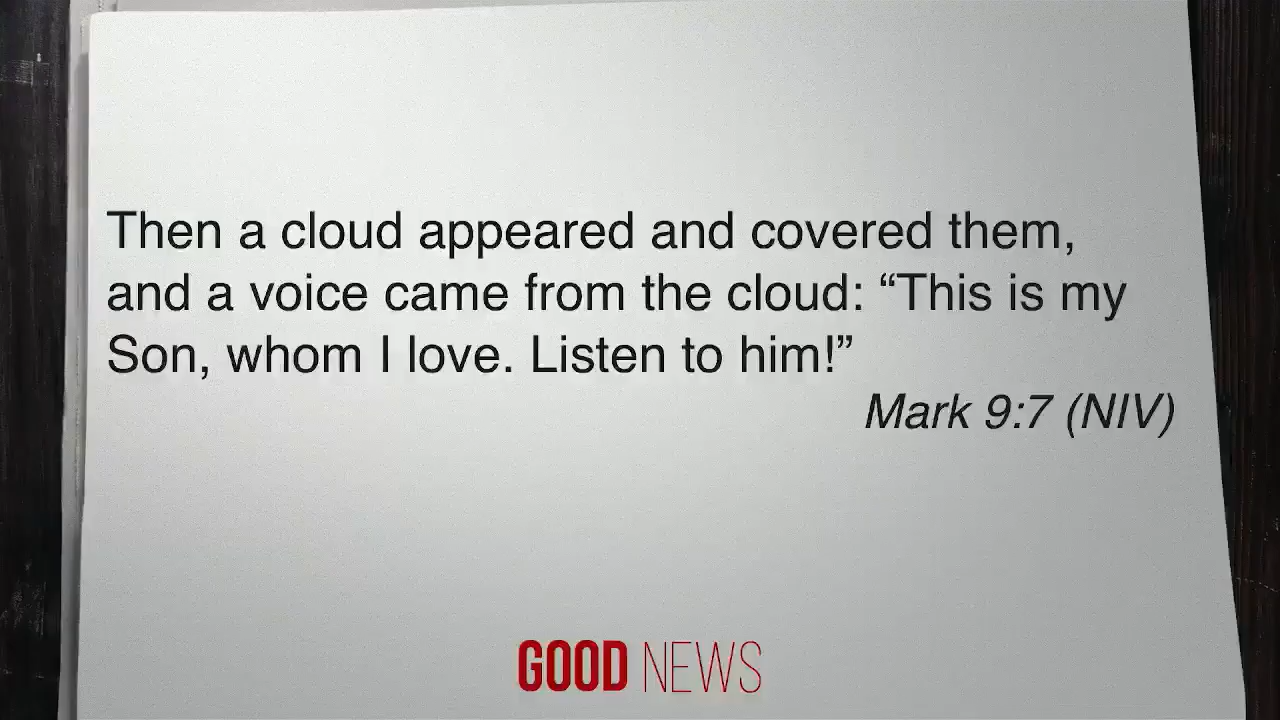 Then a cloud appeared and covered them,
and a voice came from the cloud: “This is my
Son, whom I love. Listen to him!”
Mark 9:7 (NIV)
GOOD NEWS